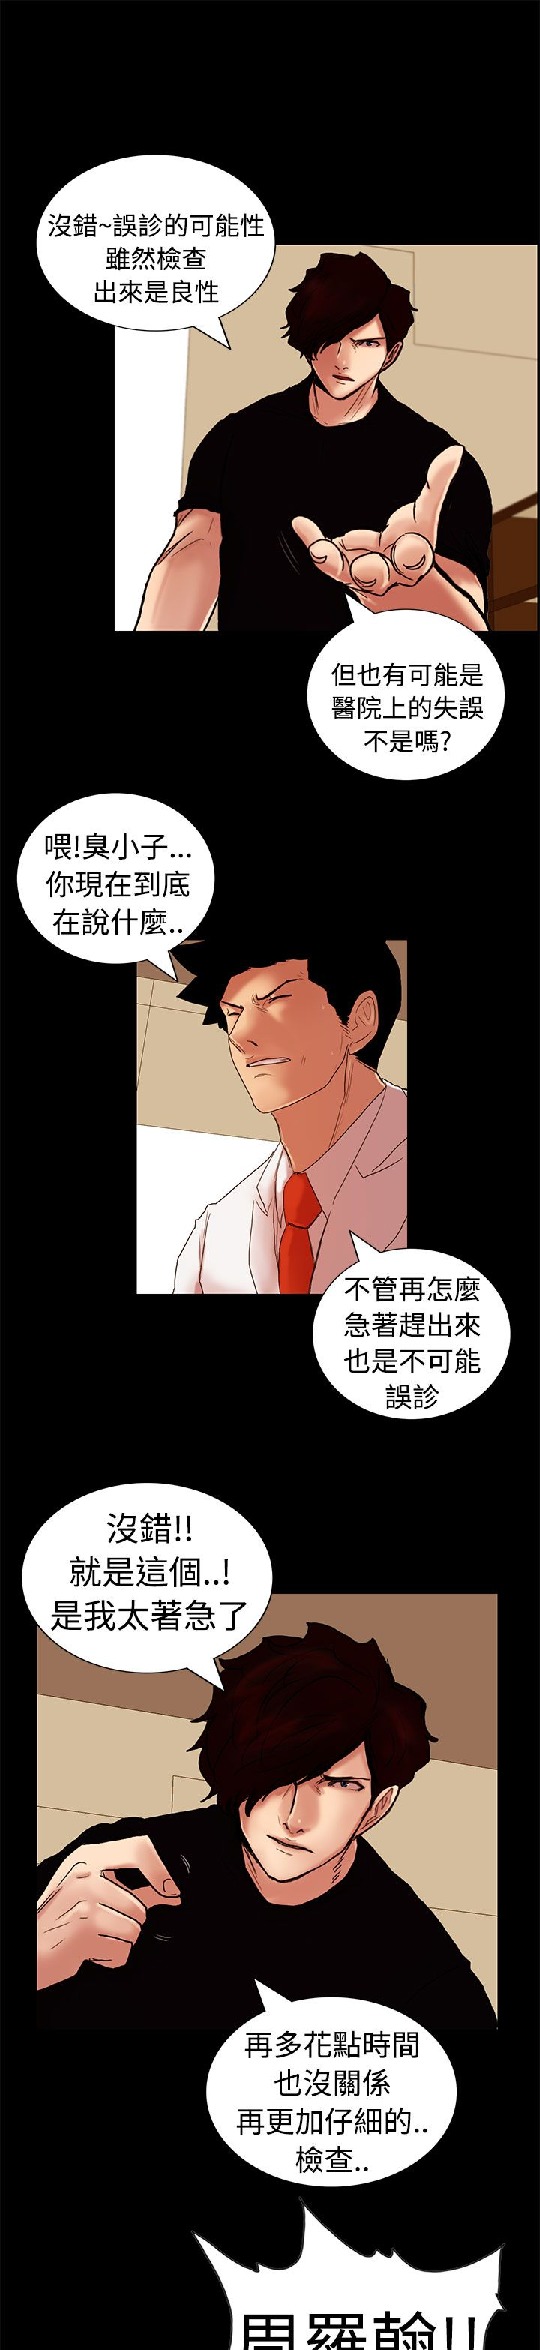 沒錯~誤診的可能性
雖然檢查
出來是良性
但也有可能是
醫院上的失誤
不是嗎?
喂!臭小子...
你現在到底
在說什麼..
不管再怎麼
急著趕出來
也是不可能
誤診
沒錯!!
就是這個..!
是我太著急了
再多花點時間
也沒關係
再更加仔細的..
檢查..
周羅翰!!